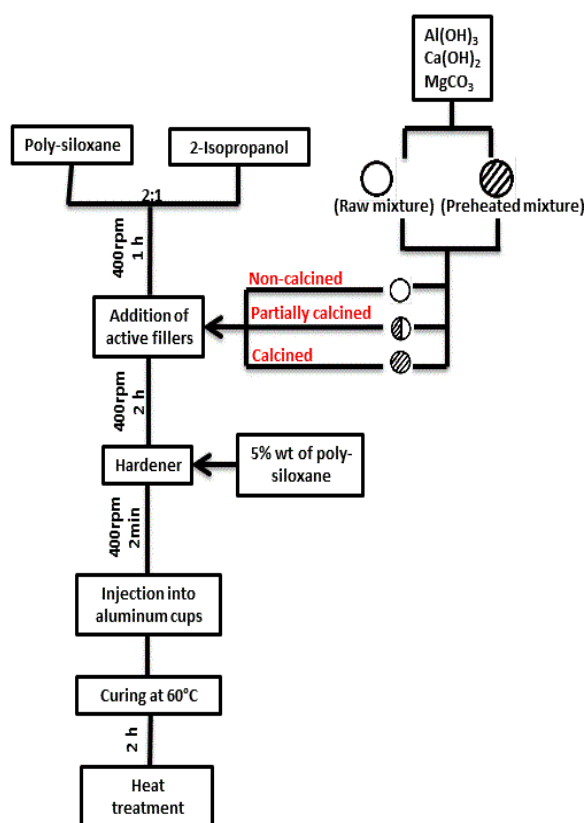 Al(OH)₃
Ca(OH)₂
MgCO₃
Poly-siloxane
2-Isopropanol
2:1
(Raw mixture)
(Preheated mixture)
400rpm
1 h
Non-calcined
Partially calcined
Calcined
Addition of
active fillers
400rpm
2 h
Hardener
5% wt of poly-
siloxane
400rpm
2min
Injection into
aluminum cups
Curing at 60°C
2 h
Heat
treatment